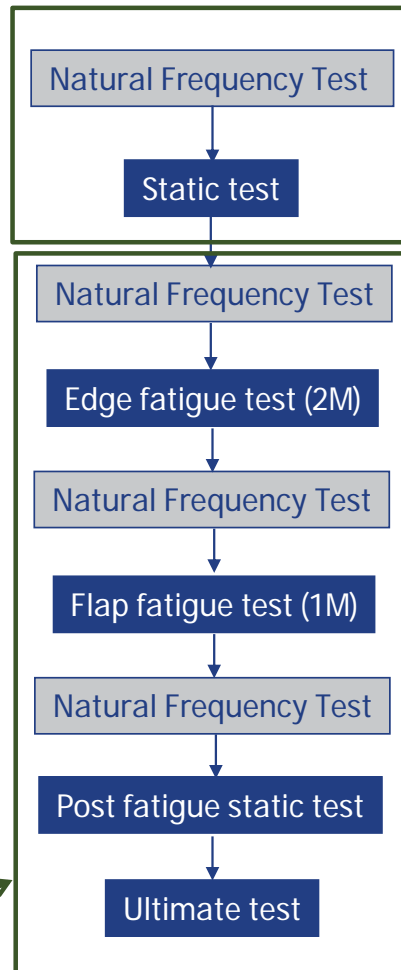 Natural Frequency Test
Static test
Natural Frequency Test
Edge fatigue test (2M)
Natural Frequency Test
Flap fatigue test (1M)
Natural Frequency Test
Post fatigue static test
Ultimate test